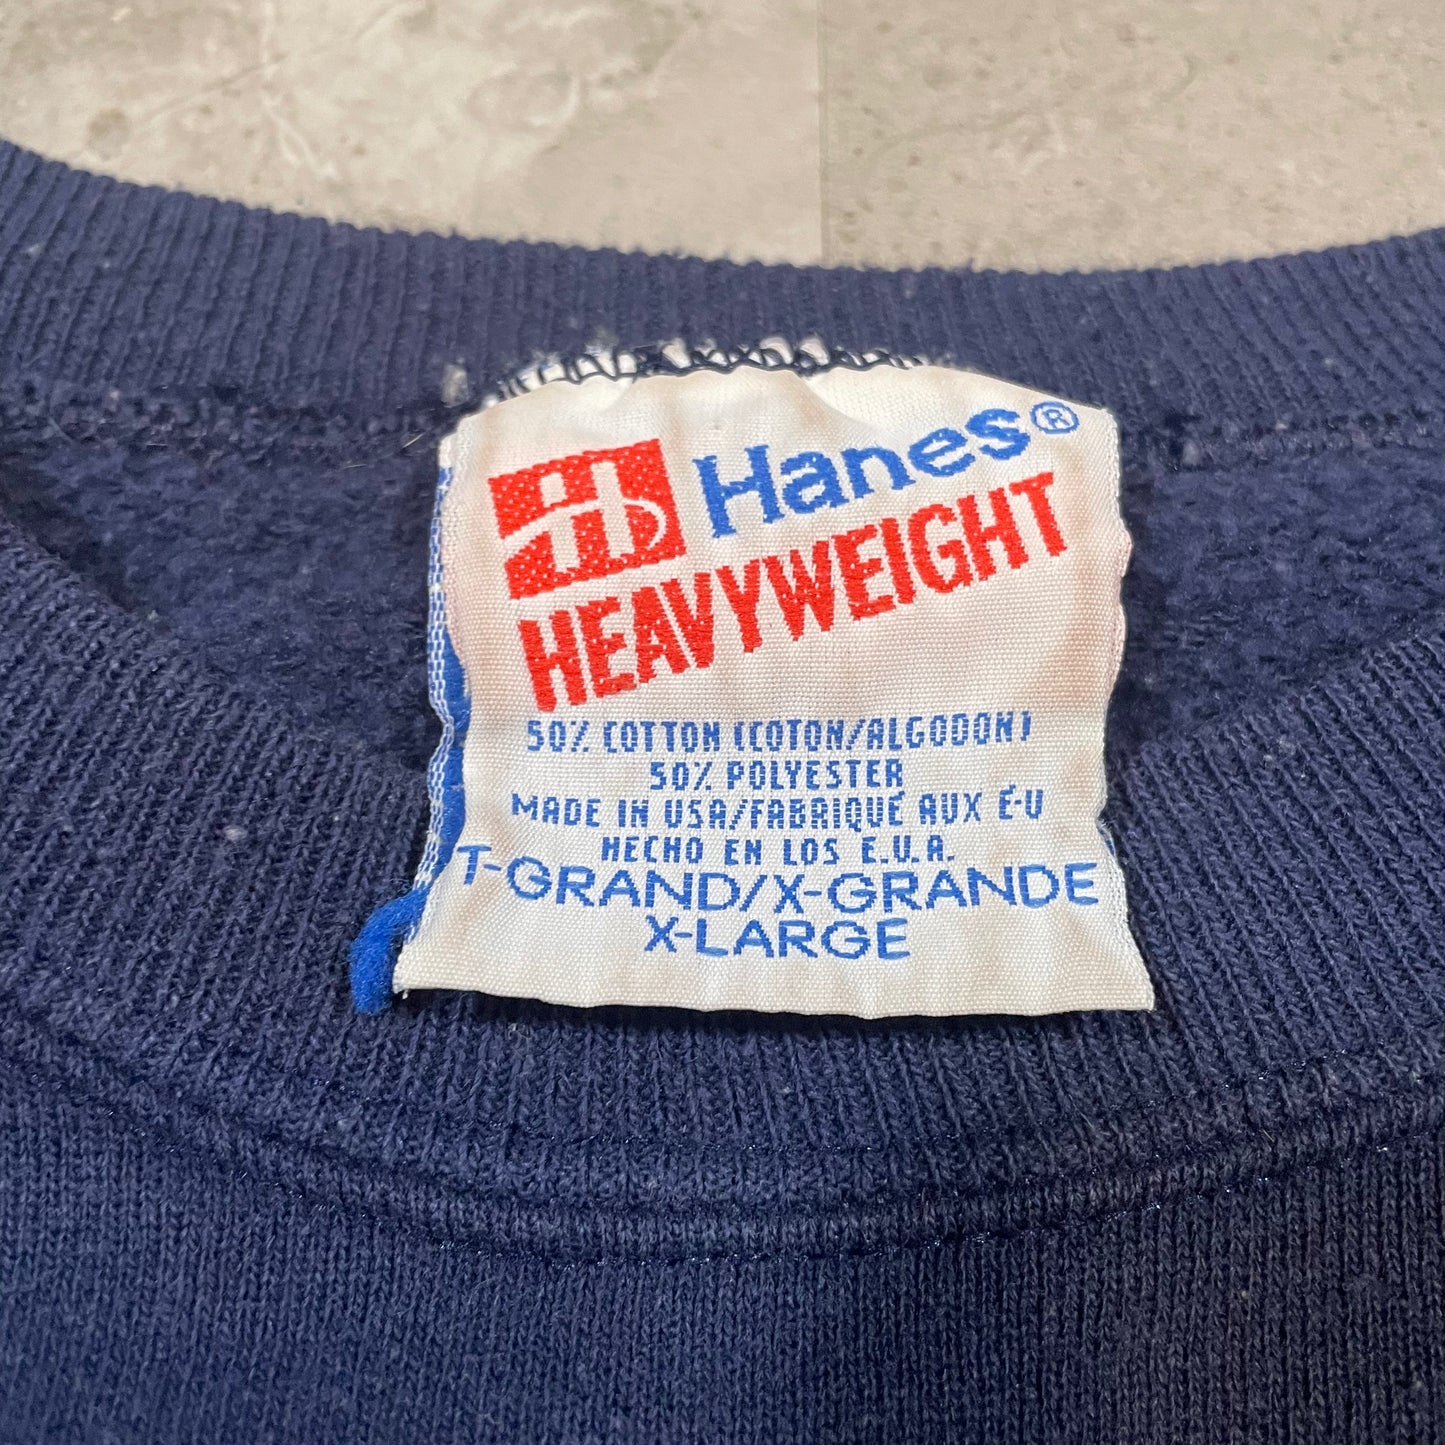 Hanes®
HEAVYWEIGHT
50% COTTON (COTON/ALGODON)
50% POLYESTER
MADE IN USA/FABRIQUÉ AUX É-U
HECHO EN LOS E.U.A.
T-GRAND/X-GRANDE
X-LARGE